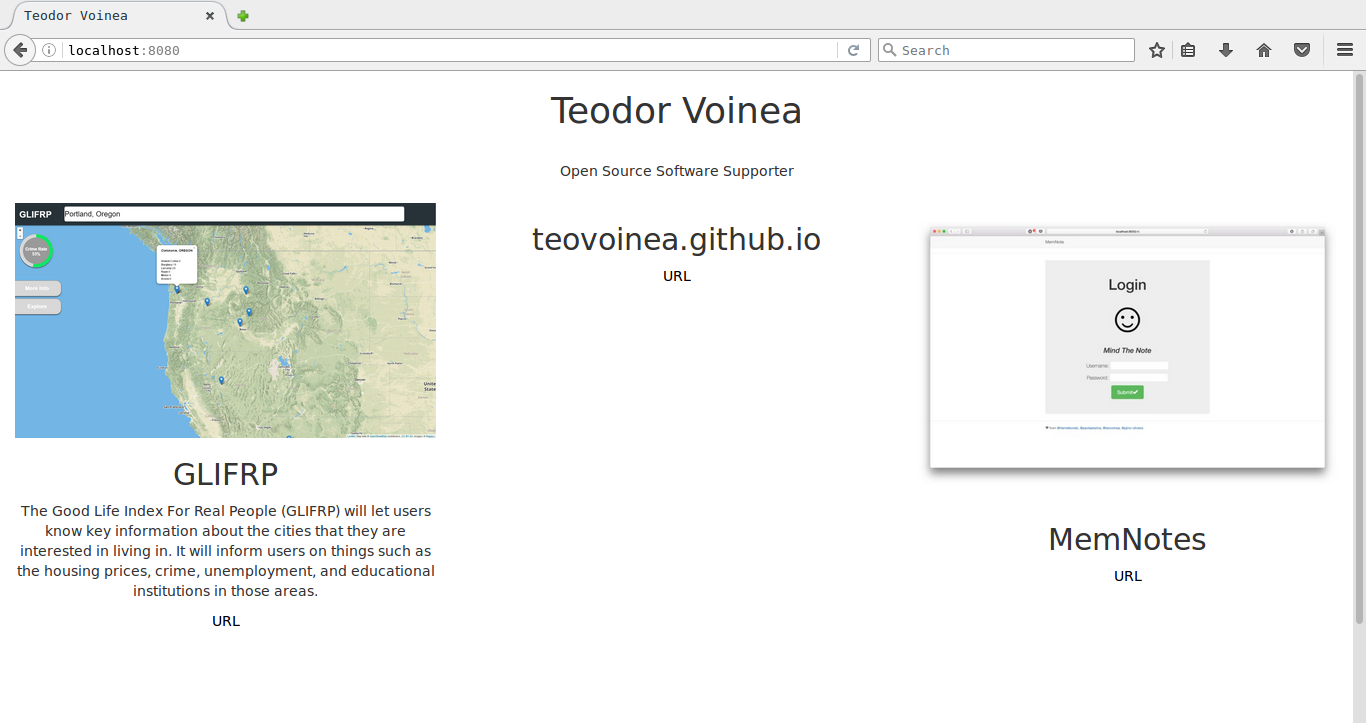 Teodor Voinea
localhost:8080
Search
Teodor Voinea
Open Source Software Supporter
GLIFRP
Portland, Oregon
Crime Rate
More Info
Explore
GLIFRP
The Good Life Index For Real People (GLIFRP) will let users
know key information about the cities that they are
interested in living in. It will inform users on things such as
the housing prices, crime, unemployment, and educational
institutions in those areas.
URL
teovoinea.github.io
URL
MemNote
Login
Mind The Note
Username:
Password:
Submit
MemNotes
URL